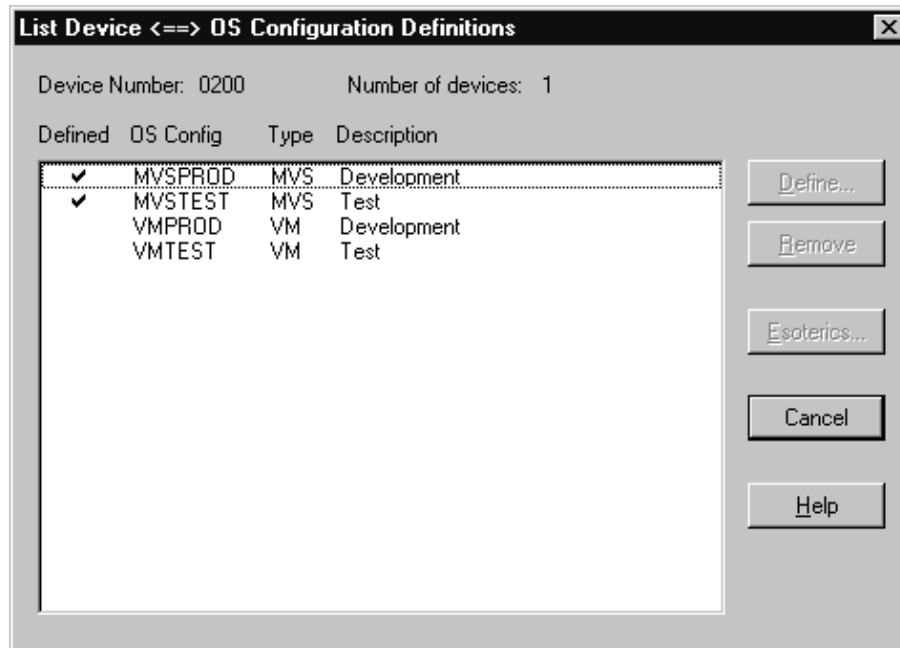 List Device <==> OS Configuration Definitions
Device Number: 0200 Number of devices: 1
Defined OS Config Type Description
✔ MVSPROD MVS Development
✔ MVSTEST MVS Test
VMPROD VM Development
VMTEST VM Test
Define...
Remove
Esoterics...
Cancel
Help